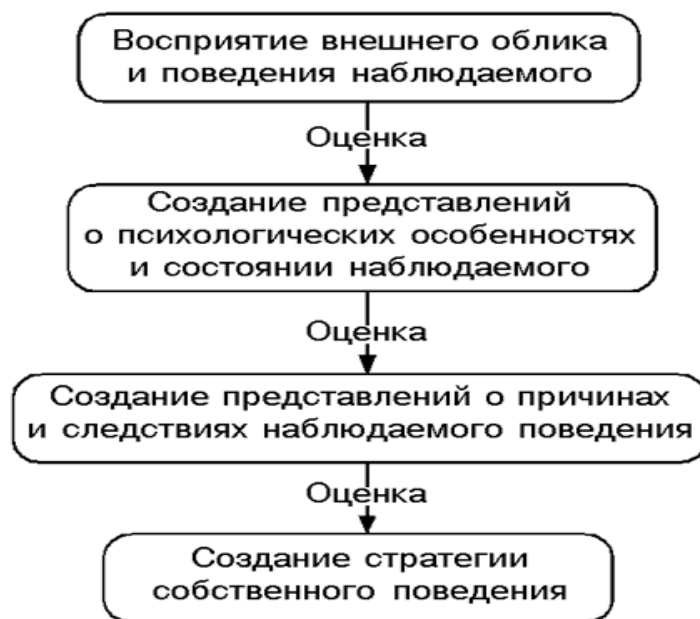 Восприятие внешнего облика
и поведения наблюдаемого
Оценка
Создание представлений
о психологических особенностях
и состоянии наблюдаемого
Оценка
Создание представлений о причинах
и следствиях наблюдаемого поведения
Оценка
Создание стратегии
собственного поведения